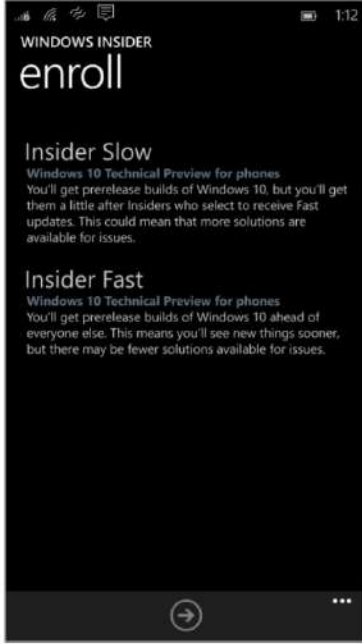 1:12
WINDOWS INSIDER
enroll
Insider Slow
Windows 10 Technical Preview for phones
You'll get prerelease builds of Windows 10, but you'll get
them a little after Insiders who select to receive Fast
updates. This could mean that more solutions are
available for issues.
Insider Fast
Windows 10 Technical Preview for phones
You'll get prerelease builds of Windows 10 ahead of
everyone else. This means you'll see new things sooner,
but there may be fewer solutions available for issues.